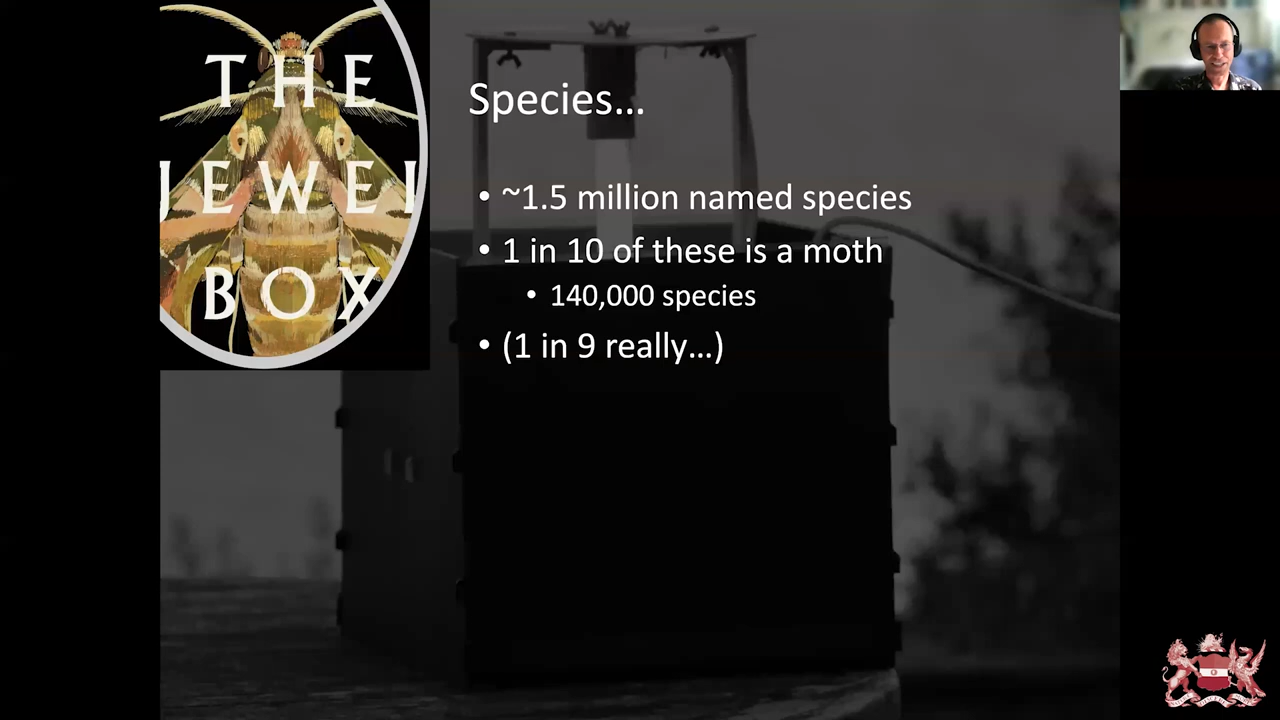 THE
JEWEL
BOX
Species…
• ~1.5 million named species
• 1 in 10 of these is a moth
• 140,000 species
• (1 in 9 really…)